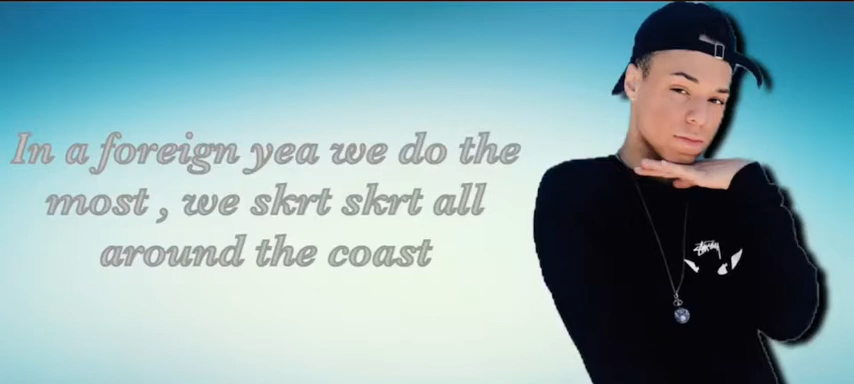 In a foreign yea we do the
most , we skrt skrt all
around the coast
Stüssy